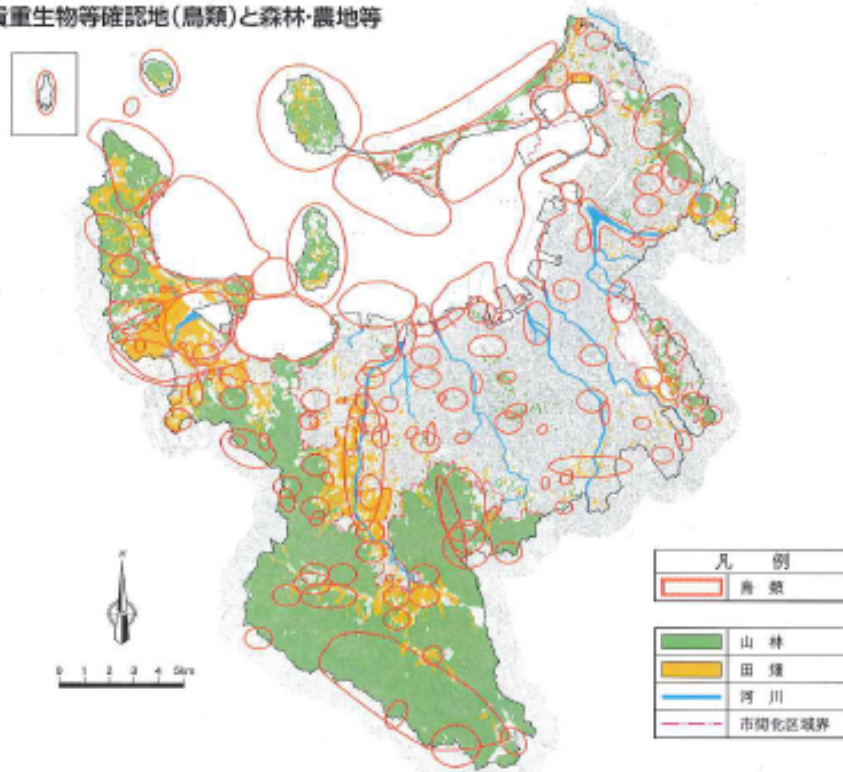 貴重生物等確認地(鳥類)と森林・農地等
N
0 1 2 3 4 5km
凡 例
鳥 類
山 林
田 畑
河 川
市街化区域界